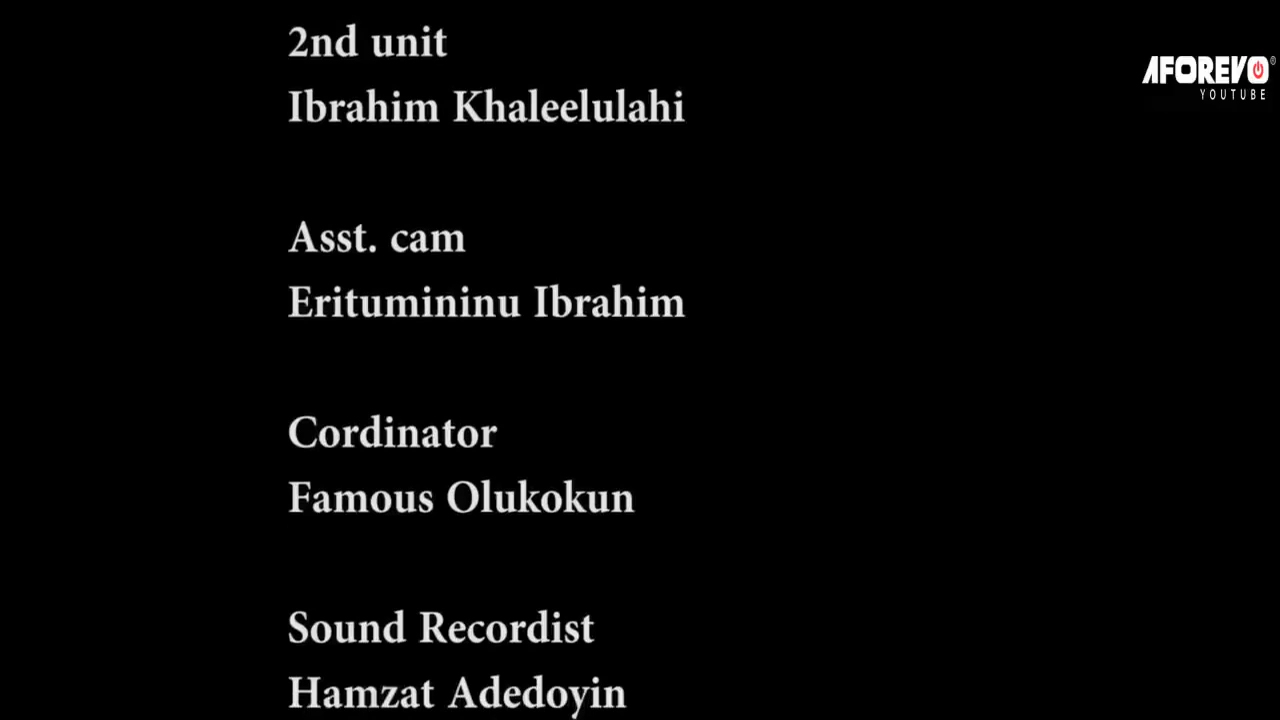 2nd unit
Ibrahim Khaleelulahi
Asst. cam
Eritumininu Ibrahim
Cordinator
Famous Olukokun
Sound Recordist
Hamzat Adedoyin
AFOREVO®
YOUTUBE